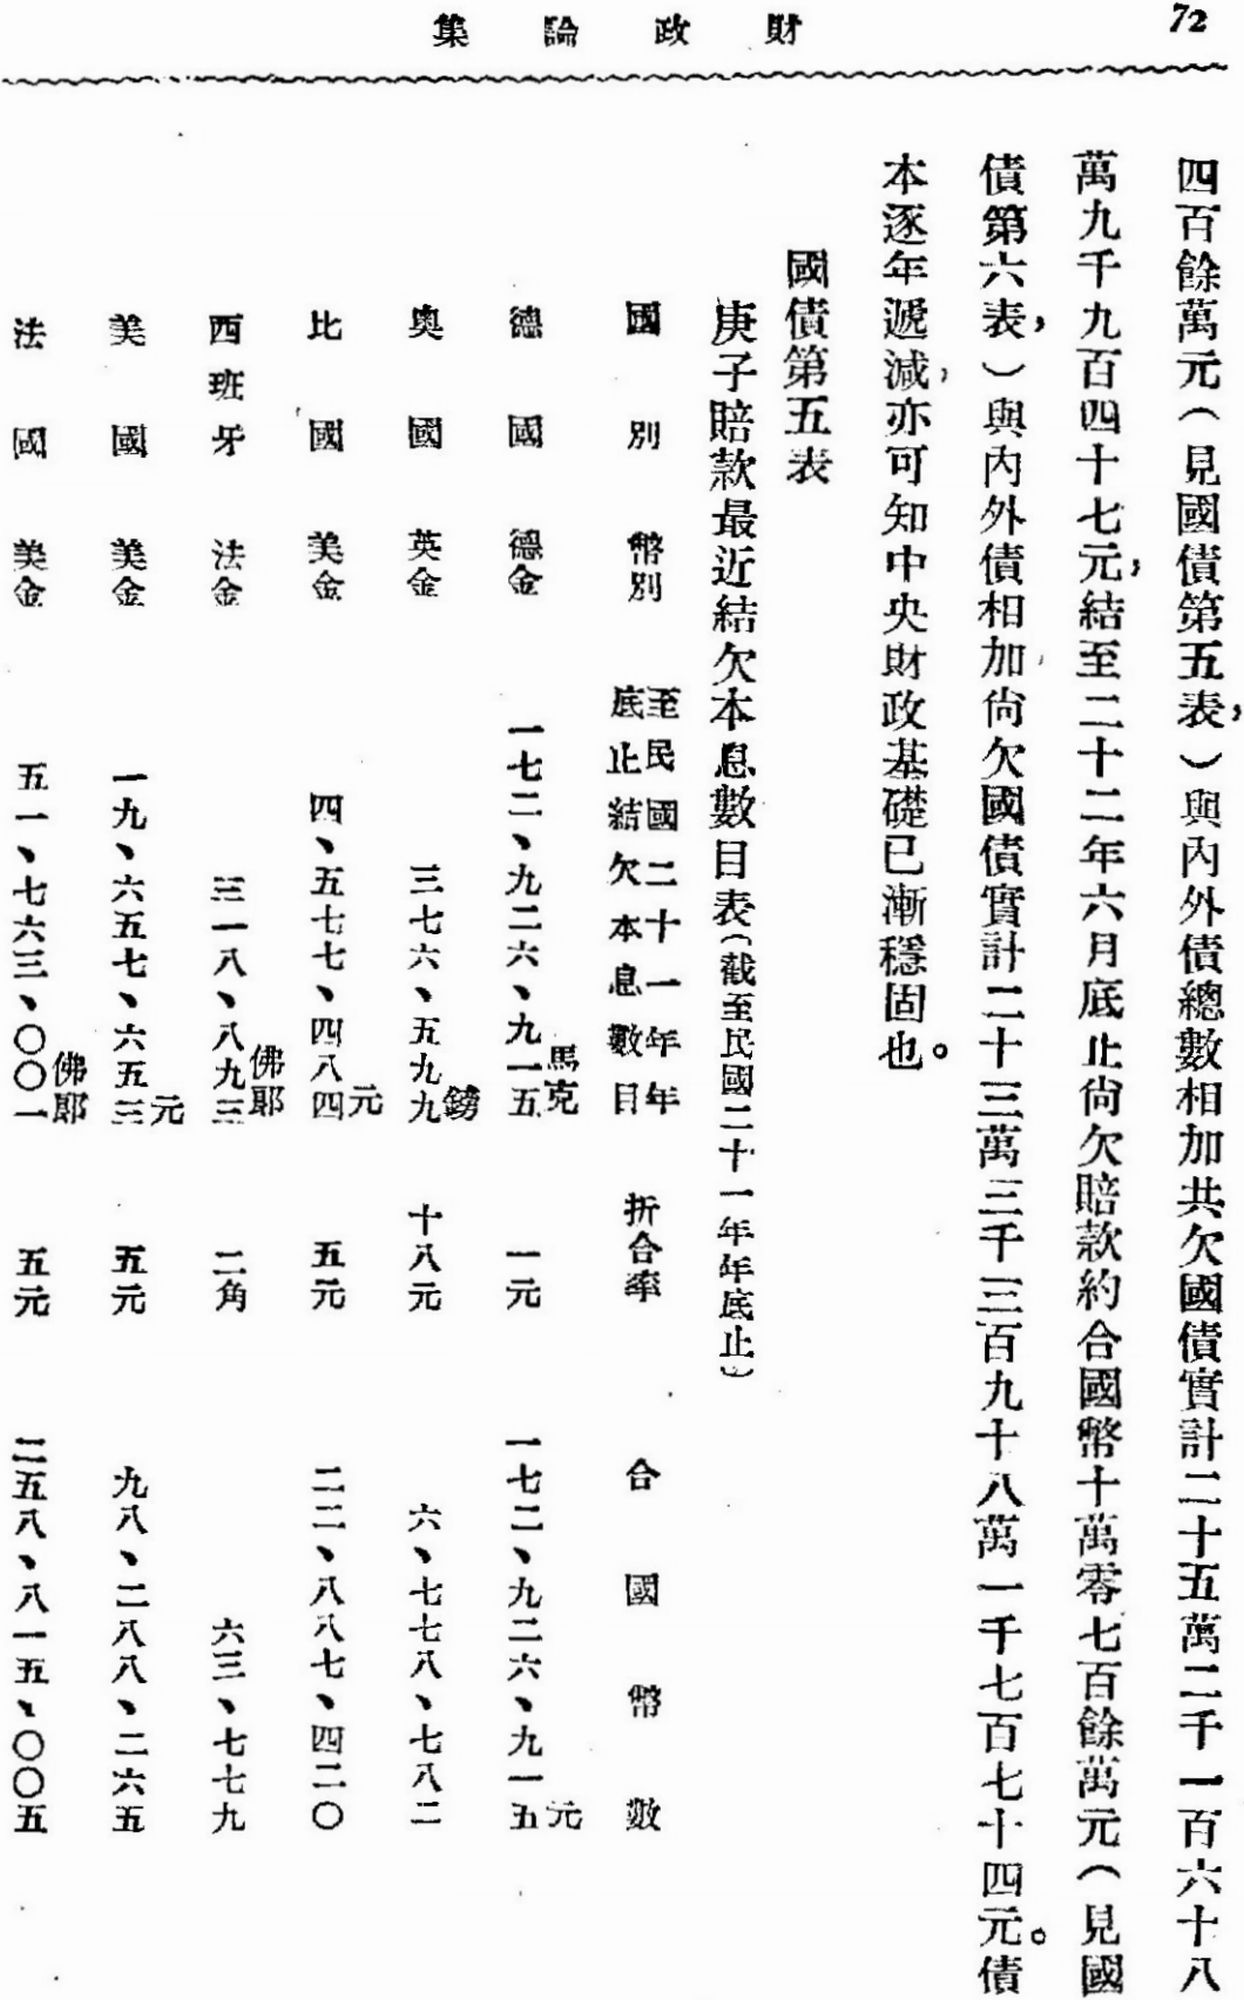 72
財政論集
四百餘萬元（見國債第五表，）與內外債總數相加共欠國債實計二十五萬二千一百六十八
萬九千九百四十七元，結至二十二年六月底止尙欠賠款約合國幣十萬零七百餘萬元（見國
債第六表，）與內外債相加尙欠國債實計二十三萬三千三百九十八萬一千七百七十四元。債
本逐年遞減，亦可知中央財政基礎已漸穩固也。
國債第五表
庚子賠款最近結欠本息數目表（截至民國二十一年年底止）
國別 幣別 至民國二十一年年底止結欠本息數目 折合率 合國幣數
德國 德金 一七二、九二六、九一五馬克 一元 一七二、九二六、九一五元
奧國 英金 三七六、五九九鎊 十八元 六、七七八、七八二
比國 美金 四、五七七、四八四元 五元 二二、八八七、四二〇
西班牙 法金 三一八、八九三佛郎 二角 六三、七七九
美國 美金 一九、六五七、六五三元 五元 九八、二八八、二六五
法國 美金 五一、七六三、〇〇一佛郎 五元 二五八、八一五、〇〇五